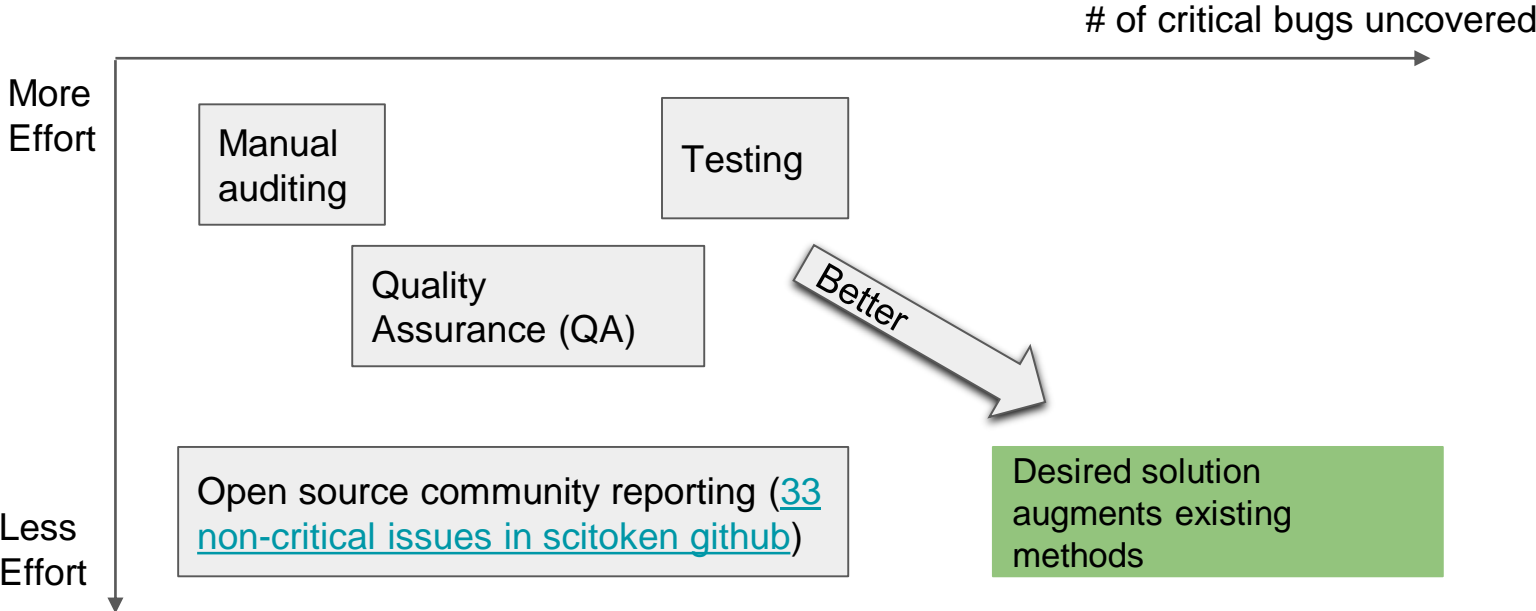 # of critical bugs uncovered
More
Effort
Manual
auditing
Testing
Quality
Assurance (QA)
Better
Open source community reporting (33
non-critical issues in scitoken github)
Desired solution
augments existing
methods
Less
Effort